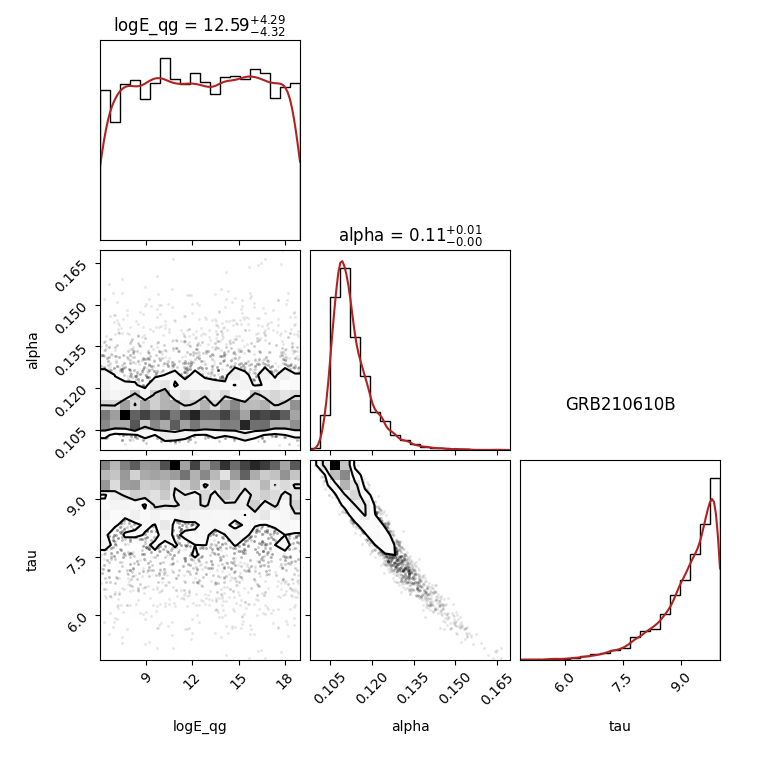 logE_qg = 12.59+4.29−4.32
alpha = 0.11+0.01−0.00
0.165
0.150
0.135
0.120
0.105
alpha
GRB210610B
9.0
7.5
6.0
tau
9 12 15 18
0.105 0.120 0.135 0.150 0.165
6.0 7.5 9.0
logE_qg
alpha
tau